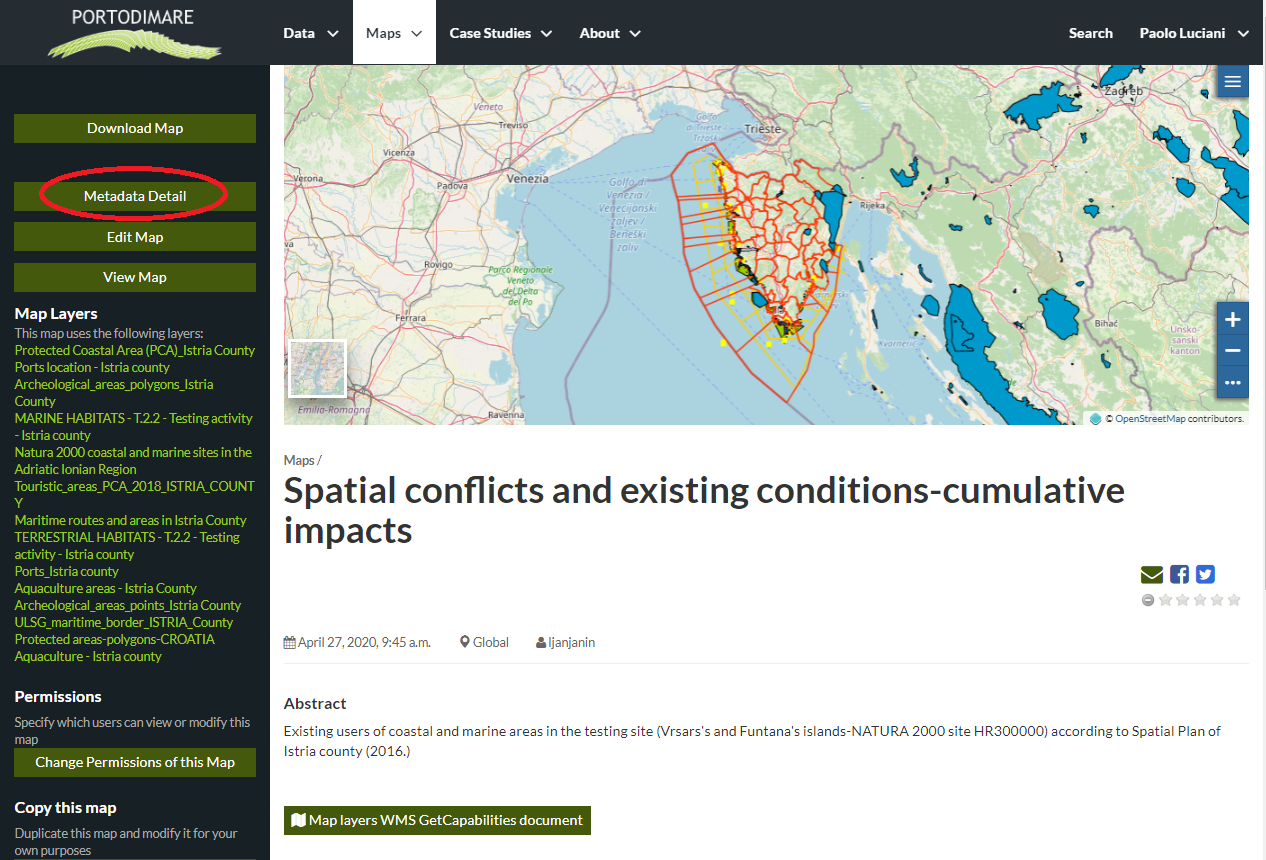 PORTODIMARE
Data
Maps
Case Studies
About
Search
Paolo Luciani
Download Map
Metadata Detail
Edit Map
View Map
Map Layers
This map uses the following layers:
Protected Coastal Area (PCA)_Istria County
Ports location - Istria county
Archeological_areas_polygons_Istria
County
MARINE HABITATS - T.2.2 - Testing activity
- Istria county
Natura 2000 coastal and marine sites in the
Adriatic Ionian Region
Touristic_areas_PCA_2018_ISTRIA_COUNT
Y
Maritime routes and areas in Istria County
TERRESTRIAL HABITATS - T.2.2 - Testing
activity - Istria county
Ports_Istria county
Aquaculture areas - Istria County
Archeological_areas_points_Istria County
ULSG_maritime_border_ISTRIA_County
Protected areas-polygons-CROATIA
Aquaculture - Istria county
Permissions
Specify which users can view or modify this
map
Change Permissions of this Map
Copy this map
Duplicate this map and modify it for your
own purposes
Zagreb
Veneto
Treviso
Trieste
Golfo di
Trieste /
Vicenza
Verona
Padova
Venezia
Golfo di
Venezia /
Venecijanski
zaljev /
Beneški
zaliv
Rijeka
Rovigo
Parco Regionale
Veneto
del Delta
del Po
Ferrara
Kvarnerić
Bihać
Unsko-
sanski
kanton
Emilia-Romagna
Ravenna
© OpenStreetMap contributors.
Maps /
Spatial conflicts and existing conditions-cumulative
impacts
April 27, 2020, 9:45 a.m.
Global
ljanjanin
Abstract
Existing users of coastal and marine areas in the testing site (Vrsars's and Funtana's islands-NATURA 2000 site HR300000) according to Spatial Plan of
Istria county (2016.)
Map layers WMS GetCapabilities document